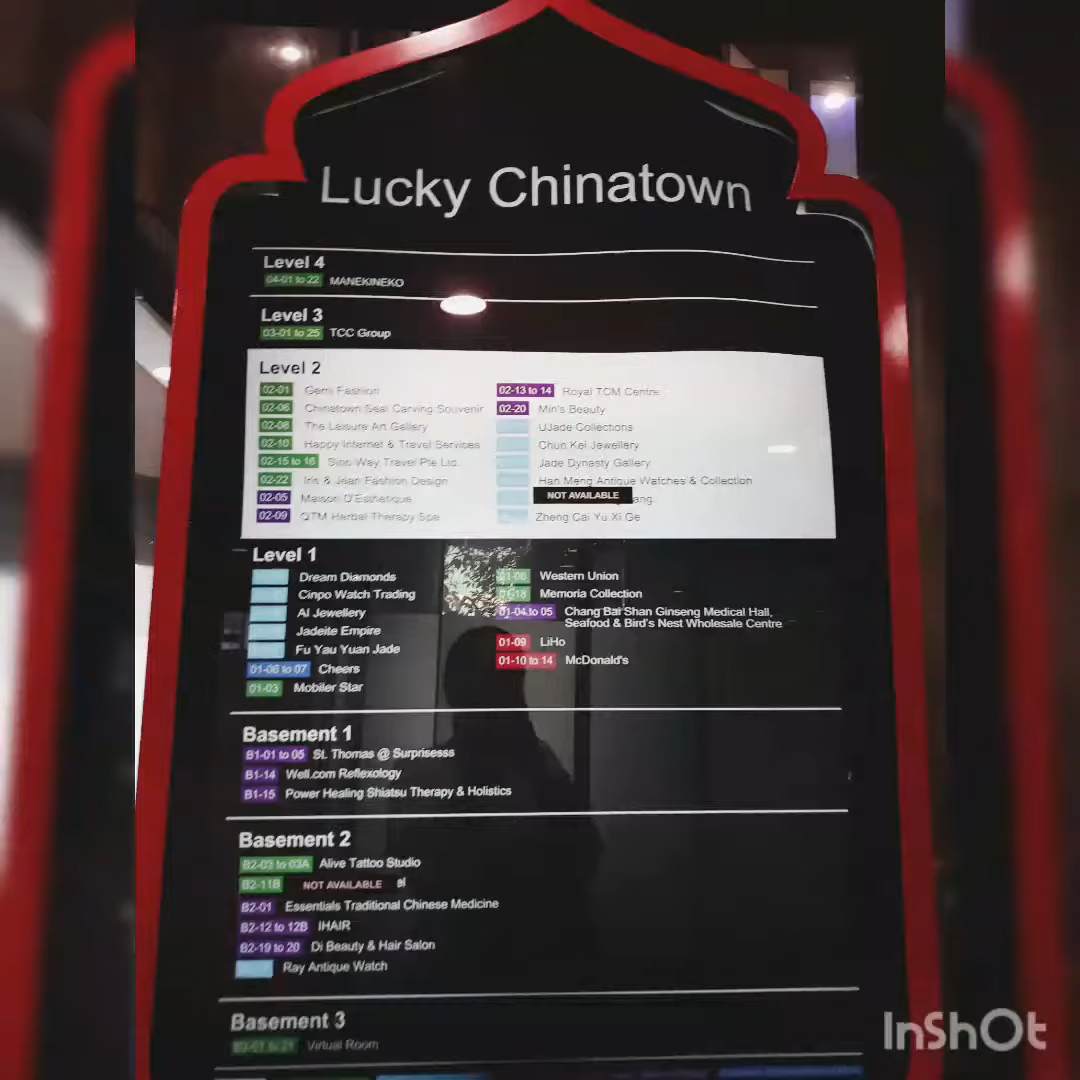 Lucky Chinatown
Level 4
04-01 to 22 MANEKINEKO
Level 3
03-01 to 25 TCC Group
Level 2
02-01 Gemi Fashion
02-06 Chinatown Seal Carving Souvenir
02-08 The Leisure Art Gallery
02-10 Happy Internet & Travel Services
02-15 to 16 Sino Way Travel Pte Ltd.
02-22 Iris & Jean Fashion Design
02-05 Maison D'Esthetique
02-09 QTM Herbal Therapy Spa
02-13 to 14 Royal TCM Centre
02-20 Min's Beauty
UJade Collections
Chun Kei Jewellery
Jade Dynasty Gallery
Han Meng Antique Watches & Collection
NOT AVAILABLE ang
Zheng Cai Yu Xi Ge
Level 1
Dream Diamonds
Cinpo Watch Trading
AI Jewellery
Jadeite Empire
Fu Yau Yuan Jade
01-06 to 07 Cheers
01-03 Mobiler Star
Western Union
Memoria Collection
01-04 to 05 Chang Bai Shan Ginseng Medical Hall,
Seafood & Bird's Nest Wholesale Centre
01-09 LiHo
01-10 to 14 McDonald's
Basement 1
B1-01 to 05 St. Thomas @ Surprisesss
B1-14 Well.com Reflexology
B1-15 Power Healing Shiatsu Therapy & Holistics
Basement 2
B2-03 to 03A Alive Tattoo Studio
B2-11B NOT AVAILABLE el
B2-01 Essentials Traditional Chinese Medicine
B2-12 to 12B IHAIR
B2-19 to 20 Di Beauty & Hair Salon
Ray Antique Watch
Basement 3
B3-01 to 21 Virtual Room
InShOt